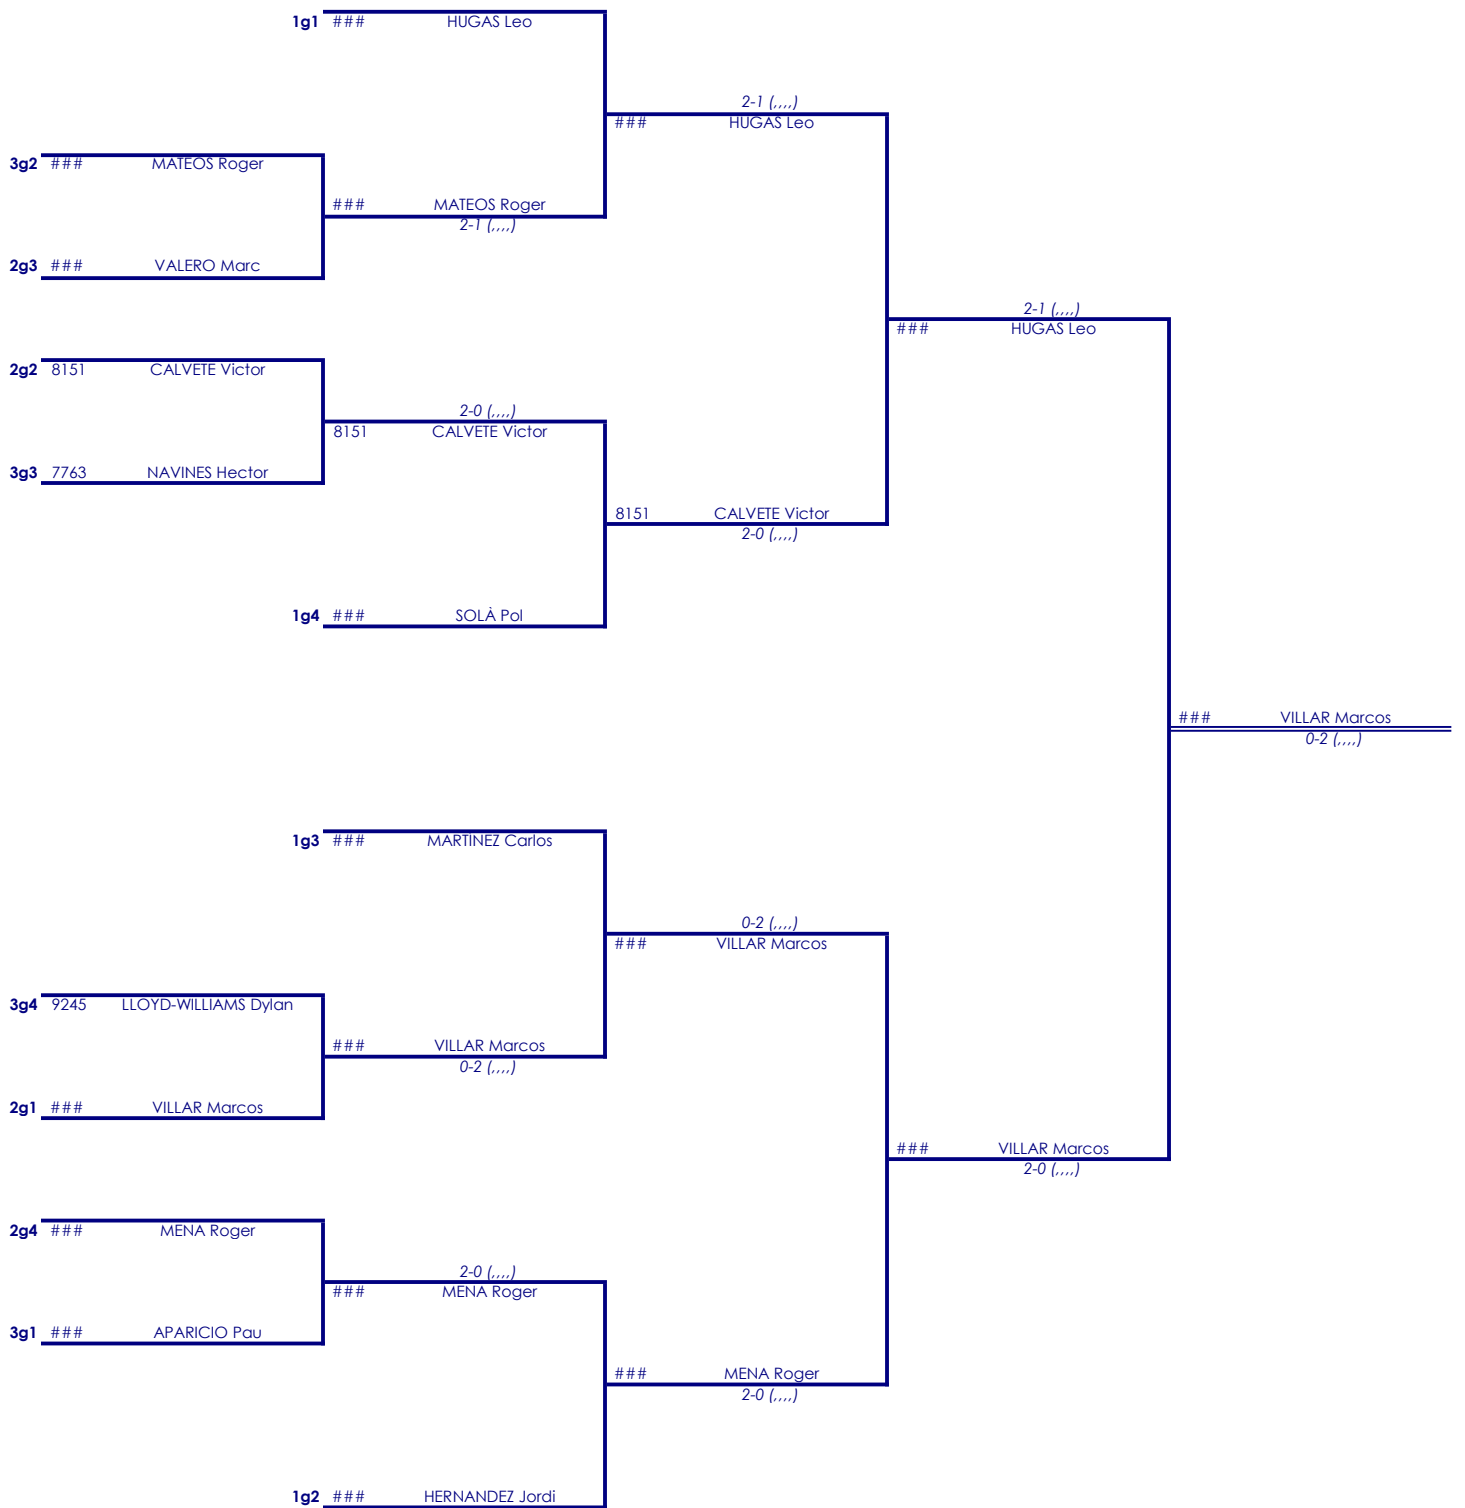 1g1 ### HUGAS Leo
2-1 (,,,,)
### HUGAS Leo
3g2 ### MATEOS Roger
### MATEOS Roger
2-1 (,,,,)
2g3 ### VALERO Marc
2-1 (,,,,)
### HUGAS Leo
2g2 8151 CALVETE Victor
2-0 (,,,,)
8151 CALVETE Victor
3g3 7763 NAVINES Hector
8151 CALVETE Victor
2-0 (,,,,)
1g4 ### SOLÀ Pol
### VILLAR Marcos
0-2 (,,,,)
1g3 ### MARTINEZ Carlos
0-2 (,,,,)
### VILLAR Marcos
3g4 9245 LLOYD-WILLIAMS Dylan
### VILLAR Marcos
0-2 (,,,,)
2g1 ### VILLAR Marcos
### VILLAR Marcos
2-0 (,,,,)
2g4 ### MENA Roger
2-0 (,,,,)
### MENA Roger
3g1 ### APARICIO Pau
### MENA Roger
2-0 (,,,,)
1g2 ### HERNANDEZ Jordi